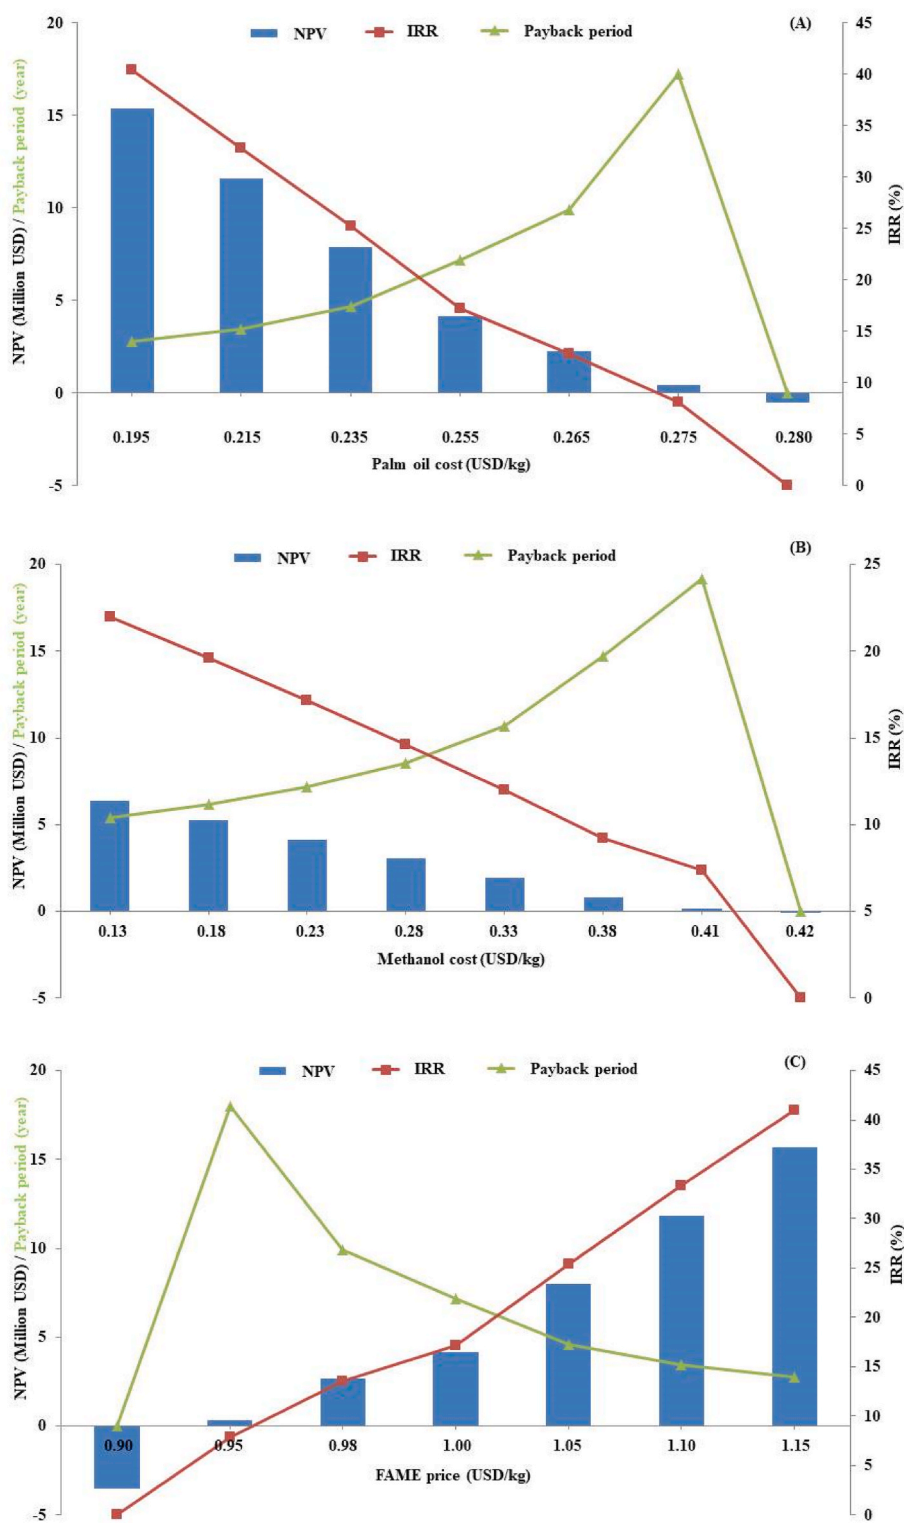 (A)
NPV IRR Payback period
NPV (Million USD) / Payback period (year)
20
15
10
5
0
-5
45
40
35
30
25
20
15
10
5
0
IRR (%)
0.195 0.215 0.235 0.255 0.265 0.275 0.280
Palm oil cost (USD/kg)
(B)
NPV IRR Payback period
NPV (Million USD) / Payback period (year)
20
15
10
5
0
-5
25
20
15
10
5
0
IRR (%)
0.13 0.18 0.23 0.28 0.33 0.38 0.41 0.42
Methanol cost (USD/kg)
(C)
NPV IRR Payback period
NPV (Million USD) / Payback period (year)
20
15
10
5
0
-5
45
40
35
30
25
20
15
10
5
0
IRR (%)
0.90 0.95 0.98 1.00 1.05 1.10 1.15
FAME price (USD/kg)